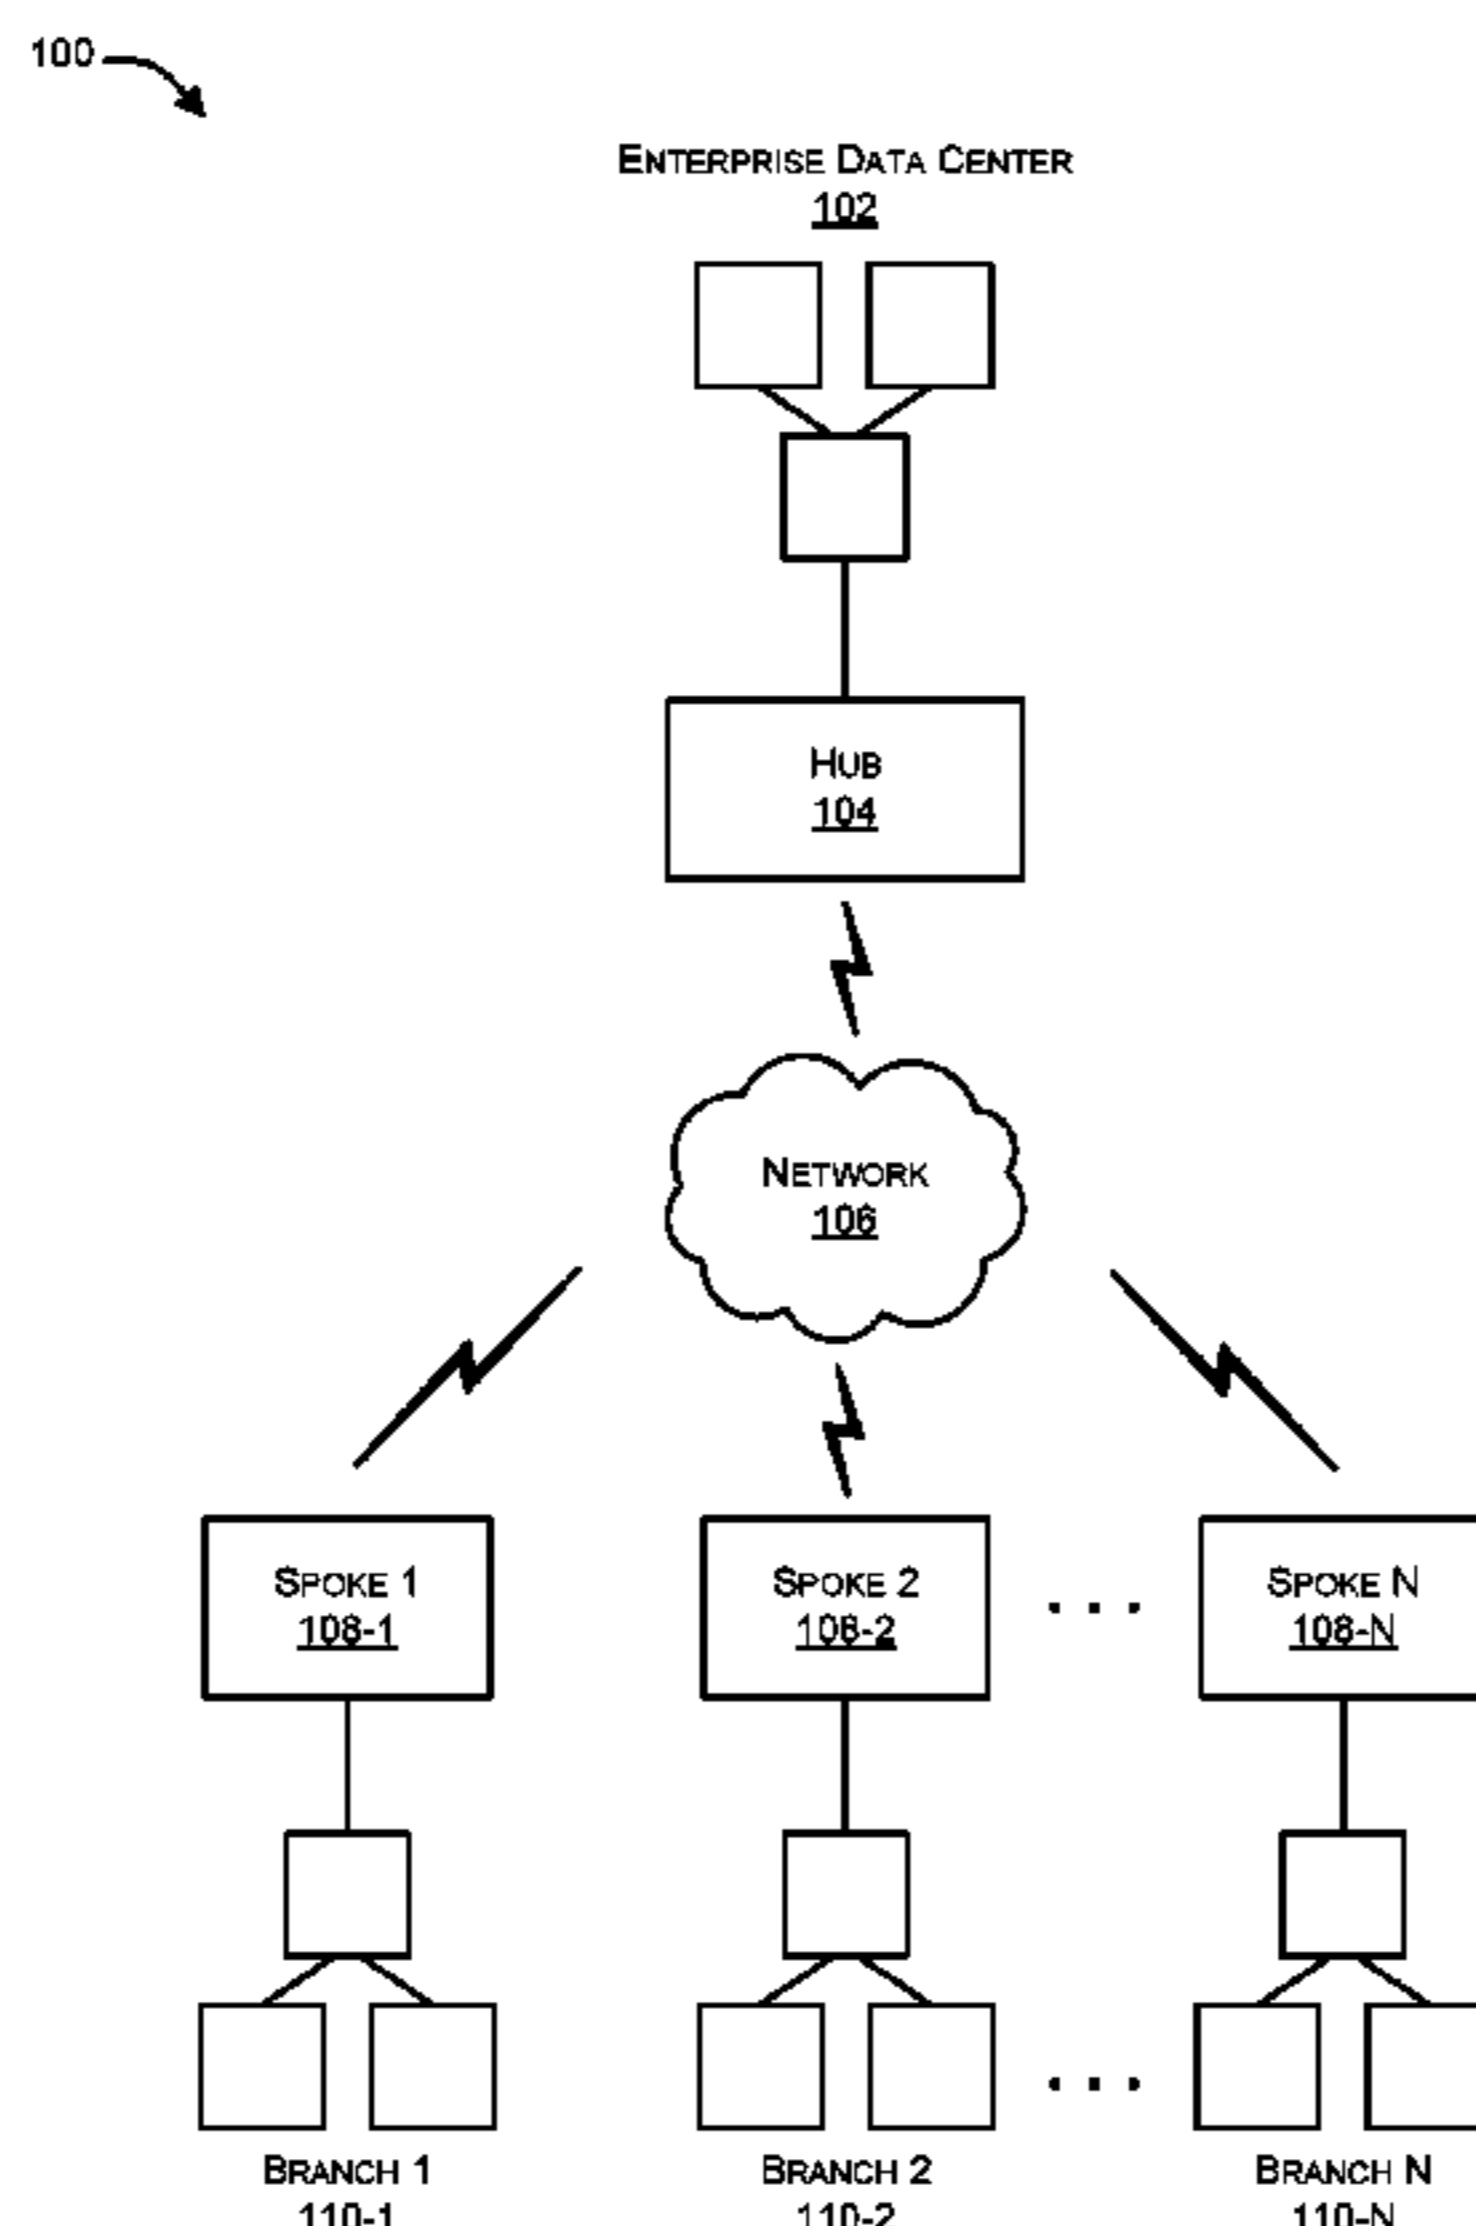 100
ENTERPRISE DATA CENTER
102
HUB
104
NETWORK
106
SPOKE 1
108-1
SPOKE 2
108-2
. . .
SPOKE N
108-N
. . .
BRANCH 1
110-1
BRANCH 2
110-2
BRANCH N
110-N